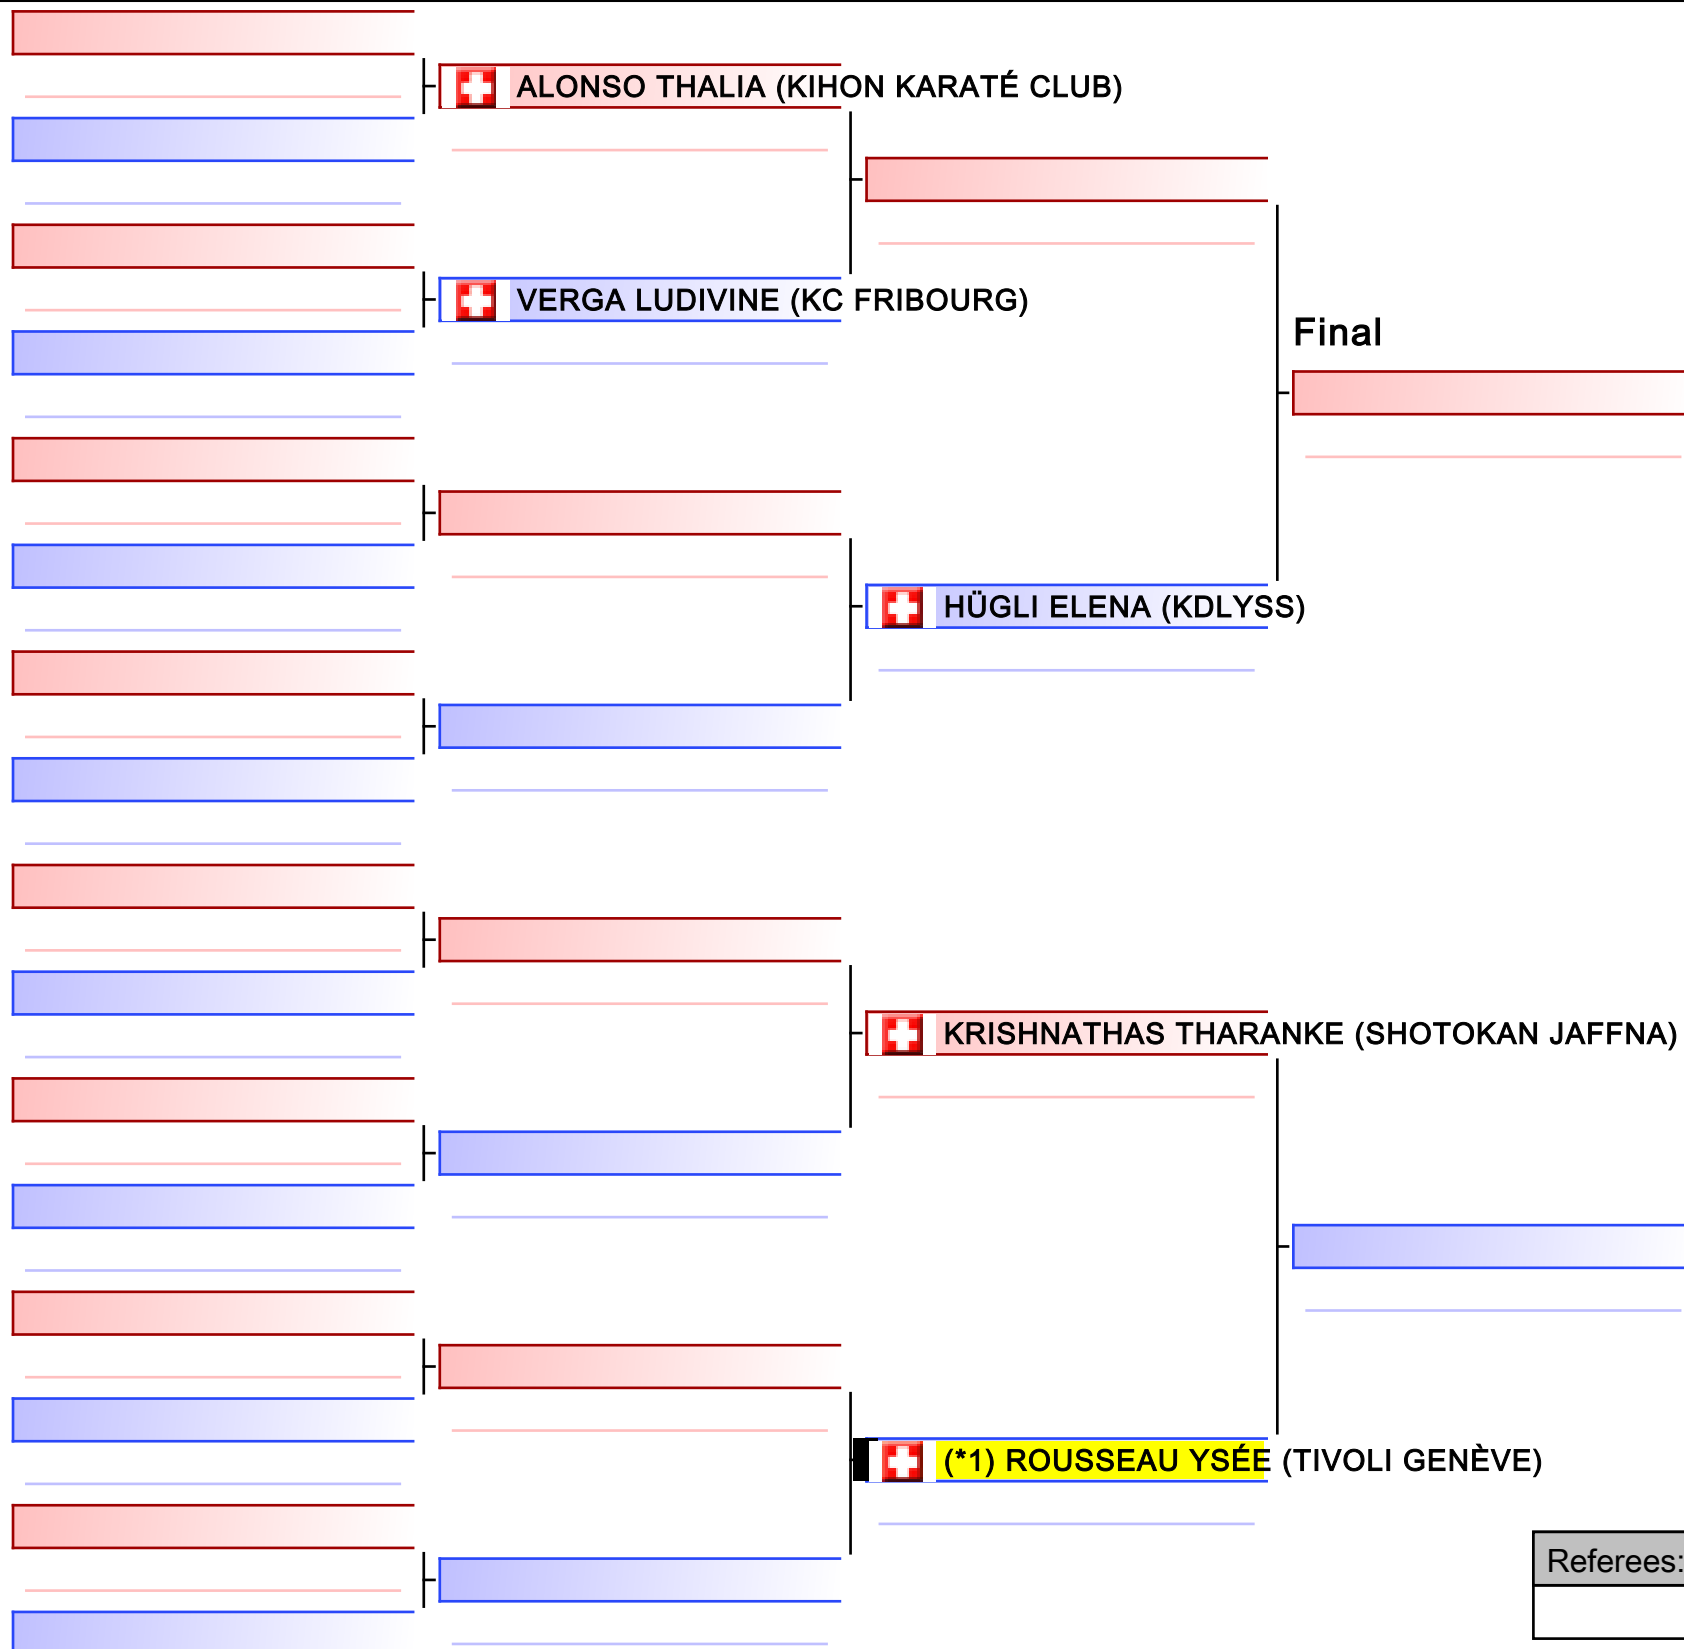 ALONSO THALIA (KIHON KARATÉ CLUB)
VERGA LUDIVINE (KC FRIBOURG)
Final
HÜGLI ELENA (KDLYSS)
KRISHNATHAS THARANKE (SHOTOKAN JAFFNA)
(*1) ROUSSEAU YSÉE (TIVOLI GENÈVE)
Referees: